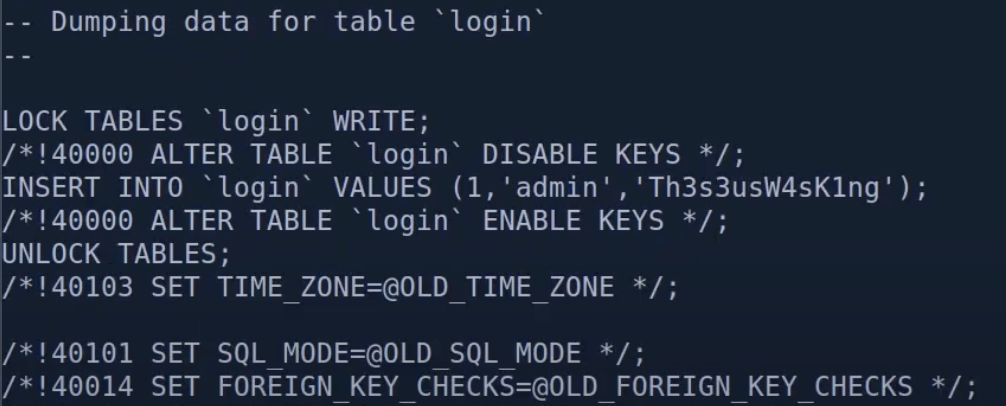 -- Dumping data for table `login`
--
LOCK TABLES `login` WRITE;
/*!40000 ALTER TABLE `login` DISABLE KEYS */;
INSERT INTO `login` VALUES (1,'admin','Th3s3usW4sK1ng');
/*!40000 ALTER TABLE `login` ENABLE KEYS */;
UNLOCK TABLES;
/*!40103 SET TIME_ZONE=@OLD_TIME_ZONE */;
/*!40101 SET SQL_MODE=@OLD_SQL_MODE */;
/*!40014 SET FOREIGN_KEY_CHECKS=@OLD_FOREIGN_KEY_CHECKS */;